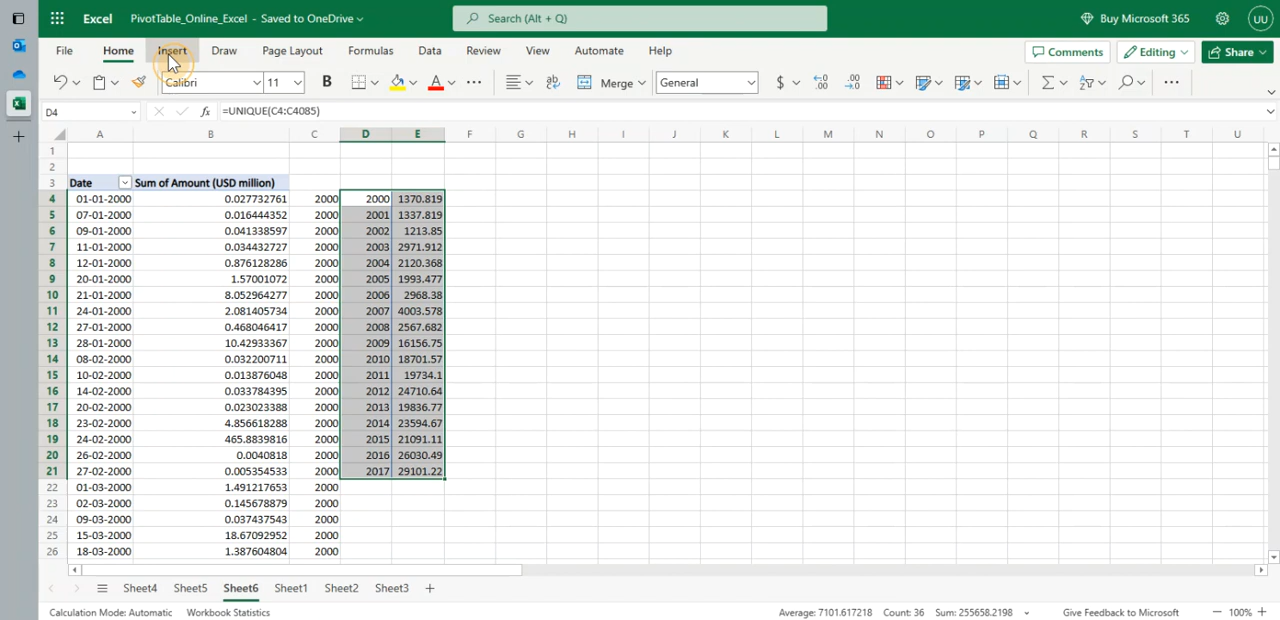 Excel PivotTable_Online_Excel - Saved to OneDrive Search (Alt + Q) Buy Microsoft 365 UU
File Home Insert Draw Page Layout Formulas Data Review View Automate Help Comments Editing Share
Calibri 11 B A Merge General $
D4 fx =UNIQUE(C4:C4085)
A B C D E F G H I J K L M N O P Q R S T U
1
2
3 Date Sum of Amount (USD million)
4 01-01-2000 0.027732761 2000 2000 1370.819
5 07-01-2000 0.016444352 2000 2001 1337.819
6 09-01-2000 0.041338597 2000 2002 1213.85
7 11-01-2000 0.034432727 2000 2003 2971.912
8 12-01-2000 0.876128286 2000 2004 2120.368
9 20-01-2000 1.57001072 2000 2005 1993.477
10 21-01-2000 8.052964277 2000 2006 2968.38
11 24-01-2000 2.081405734 2000 2007 4003.578
12 27-01-2000 0.468046417 2000 2008 2567.682
13 28-01-2000 10.42933367 2000 2009 16156.75
14 08-02-2000 0.032200711 2000 2010 18701.57
15 10-02-2000 0.013876048 2000 2011 19734.1
16 14-02-2000 0.033784395 2000 2012 24710.64
17 20-02-2000 0.023023388 2000 2013 19836.77
18 23-02-2000 4.856618288 2000 2014 23594.67
19 24-02-2000 465.8839816 2000 2015 21091.11
20 26-02-2000 0.0040818 2000 2016 26030.49
21 27-02-2000 0.005354533 2000 2017 29101.22
22 01-03-2000 1.491217653 2000
23 02-03-2000 0.145678879 2000
24 09-03-2000 0.037437543 2000
25 15-03-2000 18.67092952 2000
26 18-03-2000 1.387604804 2000
Sheet4 Sheet5 Sheet6 Sheet1 Sheet2 Sheet3 +
Calculation Mode: Automatic Workbook Statistics Average: 7101.617218 Count: 36 Sum: 255658.2198 Give Feedback to Microsoft 100%